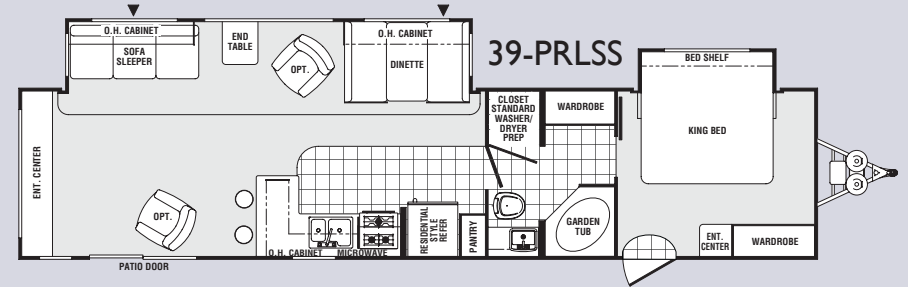 O.H. CABINET
SOFA
SLEEPER
END
TABLE
OPT.
O.H. CABINET
DINETTE
39-PRLSS
BED SHELF
KING BED
CLOSET
STANDARD
WASHER/
DRYER
PREP
WARDROBE
ENT. CENTER
OPT.
PATIO DOOR
O.H. CABINET
MICROWAVE
RESIDENTIAL
STYLE
REFER
PANTRY
GARDEN
TUB
ENT.
CENTER
WARDROBE